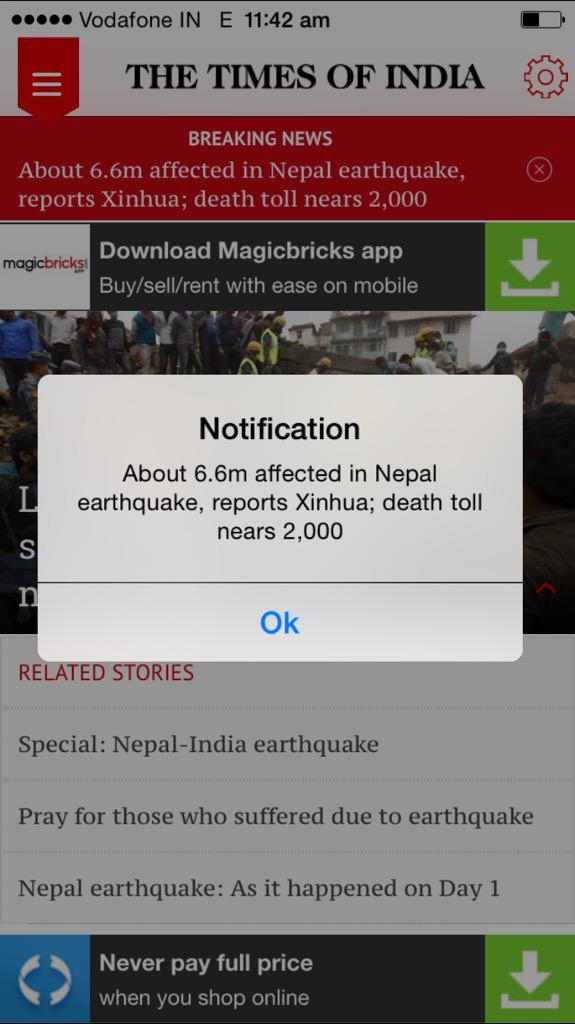 Vodafone IN E 11:42 am
THE TIMES OF INDIA
BREAKING NEWS
About 6.6m affected in Nepal earthquake,
reports Xinhua; death toll nears 2,000
magicbricks
APP
Download Magicbricks app
Buy/sell/rent with ease on mobile
Notification
About 6.6m affected in Nepal
earthquake, reports Xinhua; death toll
nears 2,000
Ok
RELATED STORIES
Special: Nepal-India earthquake
Pray for those who suffered due to earthquake
Nepal earthquake: As it happened on Day 1
Never pay full price
when you shop online